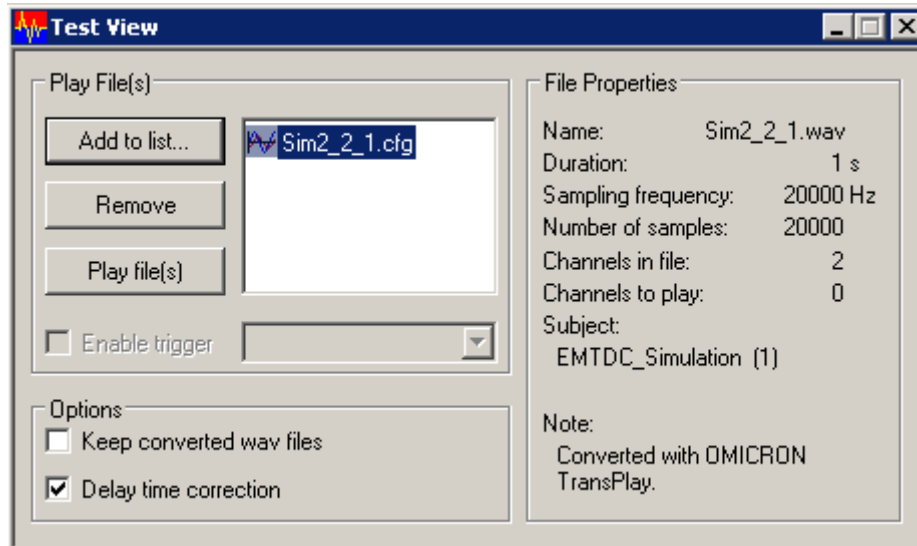 Test View
Play File(s)
Add to list...
Remove
Play file(s)
Sim2_2_1.cfg
Enable trigger
Options
Keep converted wav files
Delay time correction
File Properties
Name: Sim2_2_1.wav
Duration: 1 s
Sampling frequency: 20000 Hz
Number of samples: 20000
Channels in file: 2
Channels to play: 0
Subject:
EMTDC_Simulation (1)
Note:
Converted with OMICRON
TransPlay.